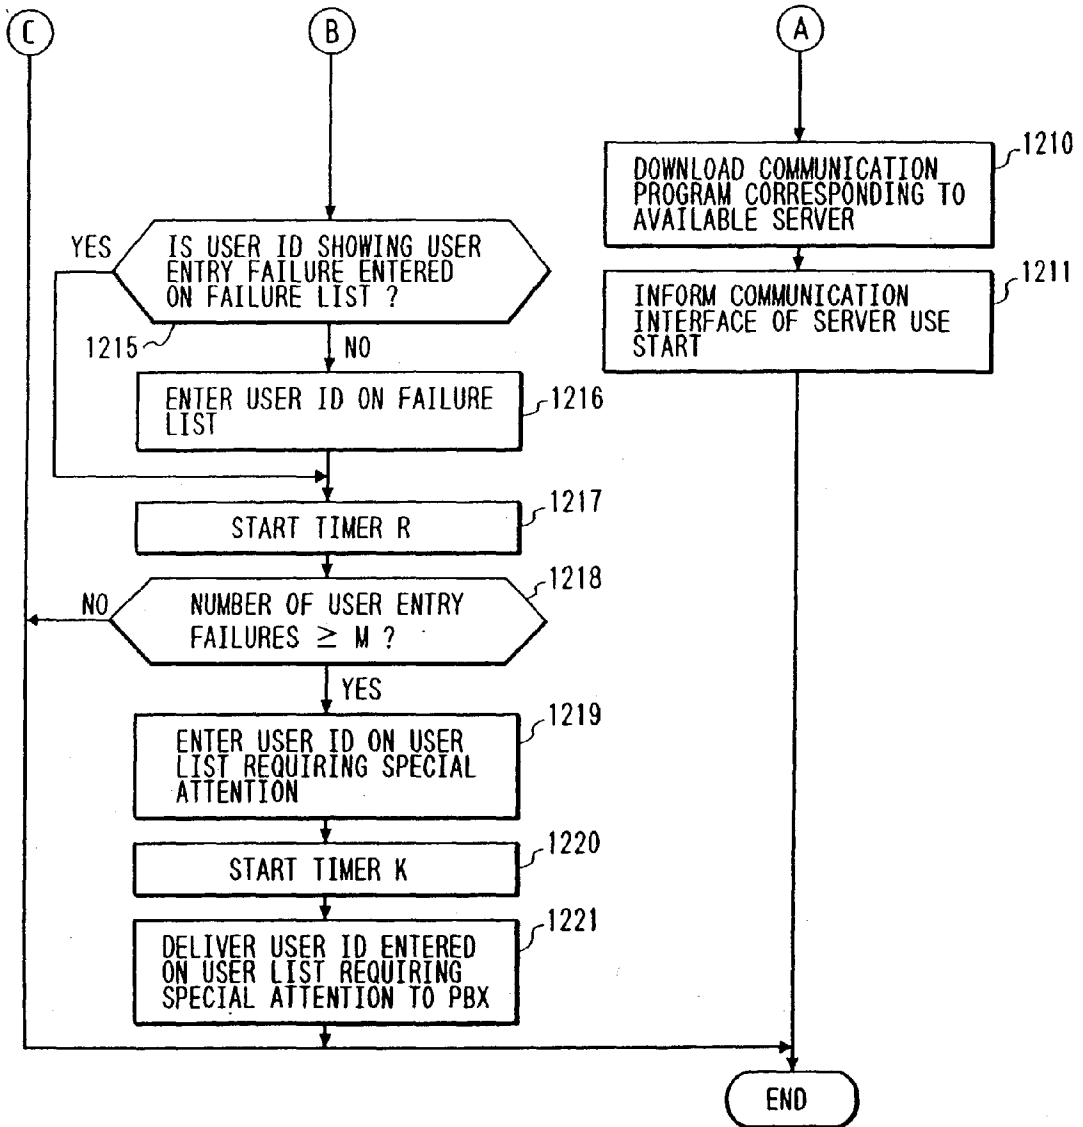 C
B
A
1210
DOWNLOAD COMMUNICATION
PROGRAM CORRESPONDING TO
AVAILABLE SERVER
YES
IS USER ID SHOWING USER
ENTRY FAILURE ENTERED
ON FAILURE LIST ?
1215
NO
1211
INFORM COMMUNICATION
INTERFACE OF SERVER USE
START
ENTER USER ID ON FAILURE
LIST
1216
START TIMER R
1217
NO
NUMBER OF USER ENTRY
FAILURES ≥ M ?
1218
YES
ENTER USER ID ON USER
LIST REQUIRING SPECIAL
ATTENTION
1219
START TIMER K
1220
DELIVER USER ID ENTERED
ON USER LIST REQUIRING
SPECIAL ATTENTION TO PBX
1221
END